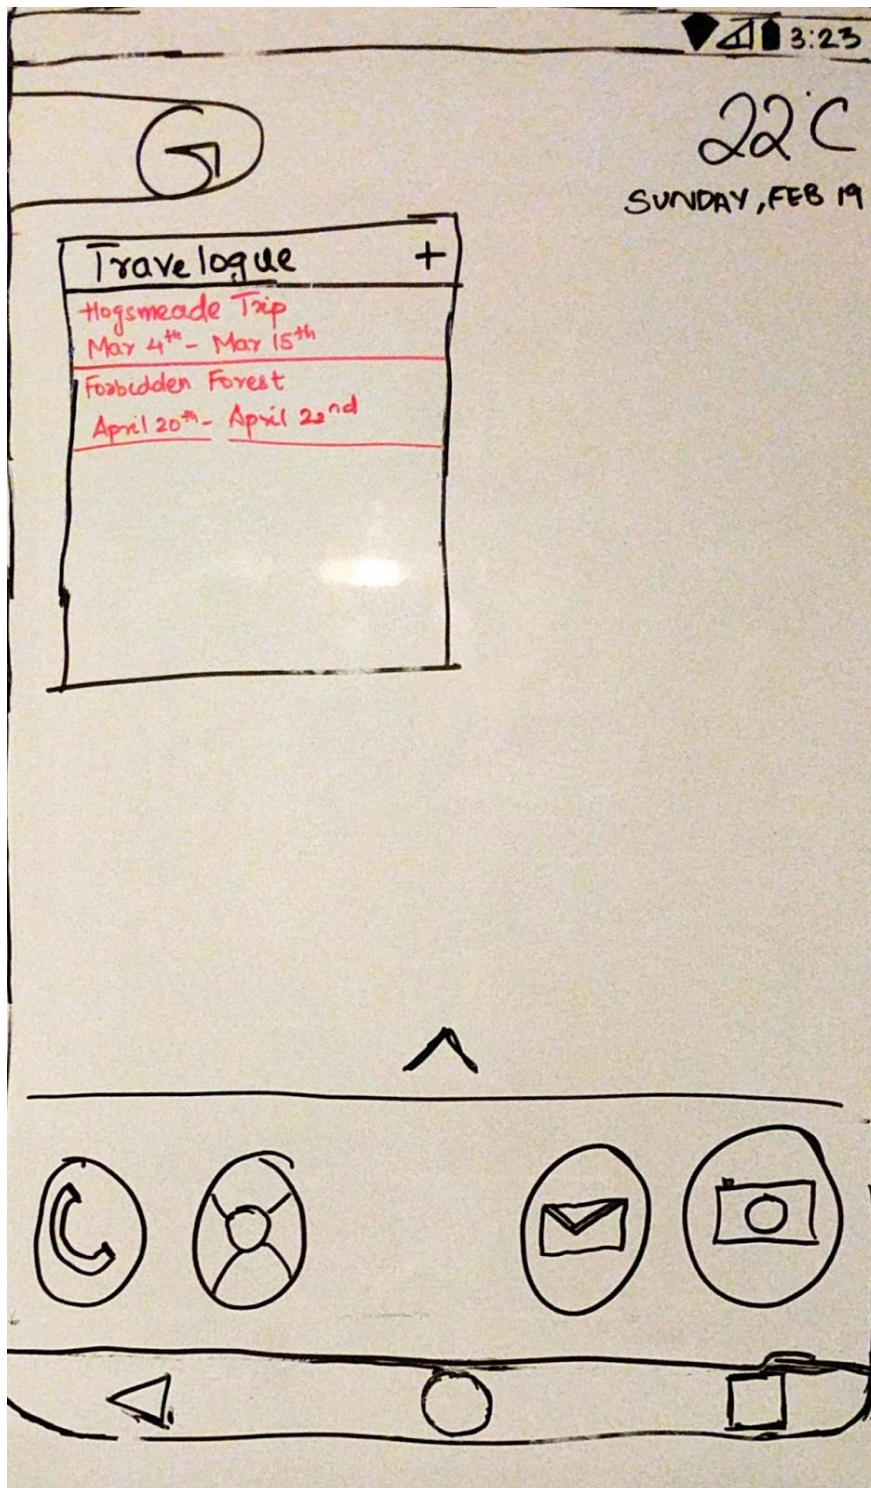 3:23
G
22°C
SUNDAY, FEB 19
Travelogue +
Hogsmeade Trip
Mar 4th - Mar 15th
Forbidden Forest
April 20th - April 22nd